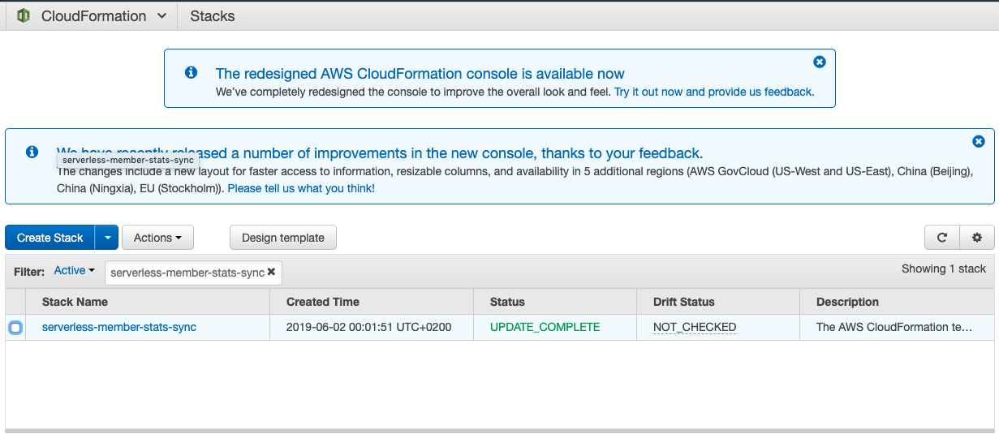 CloudFormation
Stacks
The redesigned AWS CloudFormation console is available now
We've completely redesigned the console to improve the overall look and feel. Try it out now and provide us feedback.
We have recently released a number of improvements in the new console, thanks to your feedback.
serverless-member-stats-sync
The changes include a new layout for faster access to information, resizable columns, and availability in 5 additional regions (AWS GovCloud (US-West and US-East), China (Beijing),
China (Ningxia), EU (Stockholm)). Please tell us what you think!
Create Stack
Actions
Design template
Filter: Active serverless-member-stats-sync
Showing 1 stack
Stack Name Created Time Status Drift Status Description
serverless-member-stats-sync 2019-06-02 00:01:51 UTC+0200 UPDATE_COMPLETE NOT_CHECKED The AWS CloudFormation te…